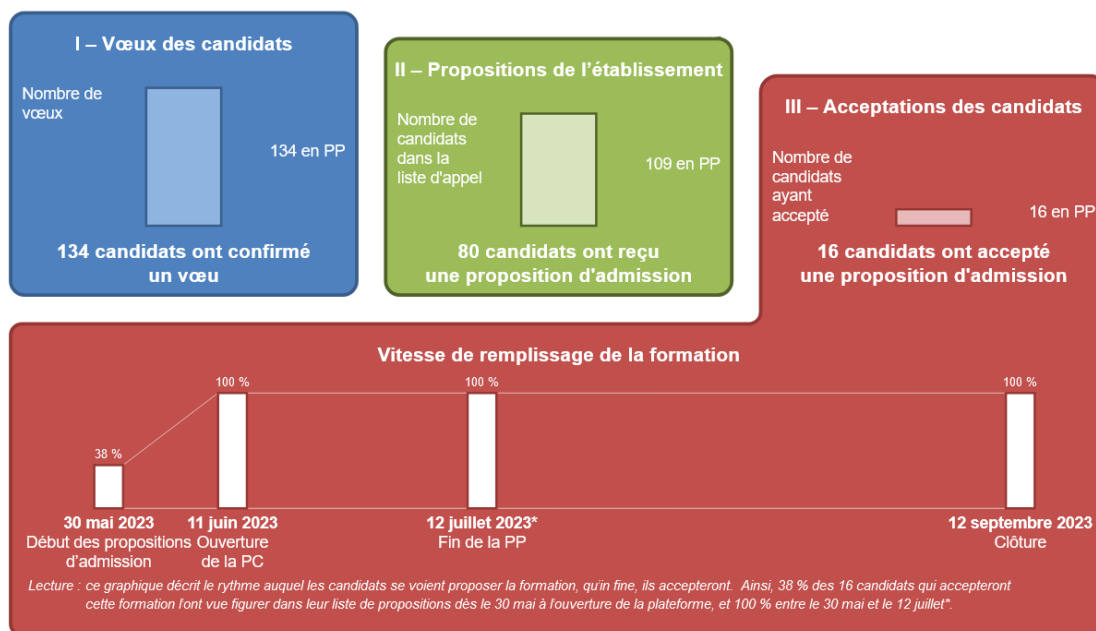 I – Vœux des candidats
Nombre de
vœux
134 en PP
134 candidats ont confirmé
un vœu
II – Propositions de l'établissement
Nombre de
candidats
dans la
liste d'appel
109 en PP
80 candidats ont reçu
une proposition d'admission
III – Acceptations des candidats
Nombre de
candidats
ayant
accepté
16 en PP
16 candidats ont accepté
une proposition d'admission
Vitesse de remplissage de la formation
38 %
100 %
100 %
100 %
30 mai 2023
Début des propositions
d'admission
11 juin 2023
Ouverture
de la PC
12 juillet 2023*
Fin de la PP
12 septembre 2023
Clôture
Lecture : ce graphique décrit le rythme auquel les candidats se voient proposer la formation, qu'in fine, ils accepteront. Ainsi, 38 % des 16 candidats qui accepteront
cette formation l'ont vue figurer dans leur liste de propositions dès le 30 mai à l'ouverture de la plateforme, et 100 % entre le 30 mai et le 12 juillet*.